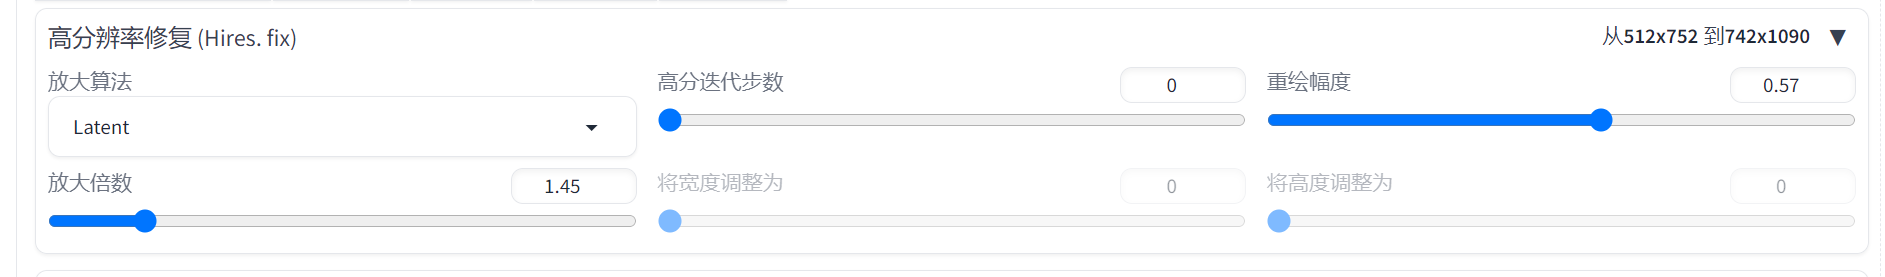 高分辨率修复 (Hires. fix)
从512x752 到742x1090 ▼
放大算法
Latent
高分迭代步数
0
重绘幅度
0.57
放大倍数
1.45
将宽度调整为
0
将高度调整为
0